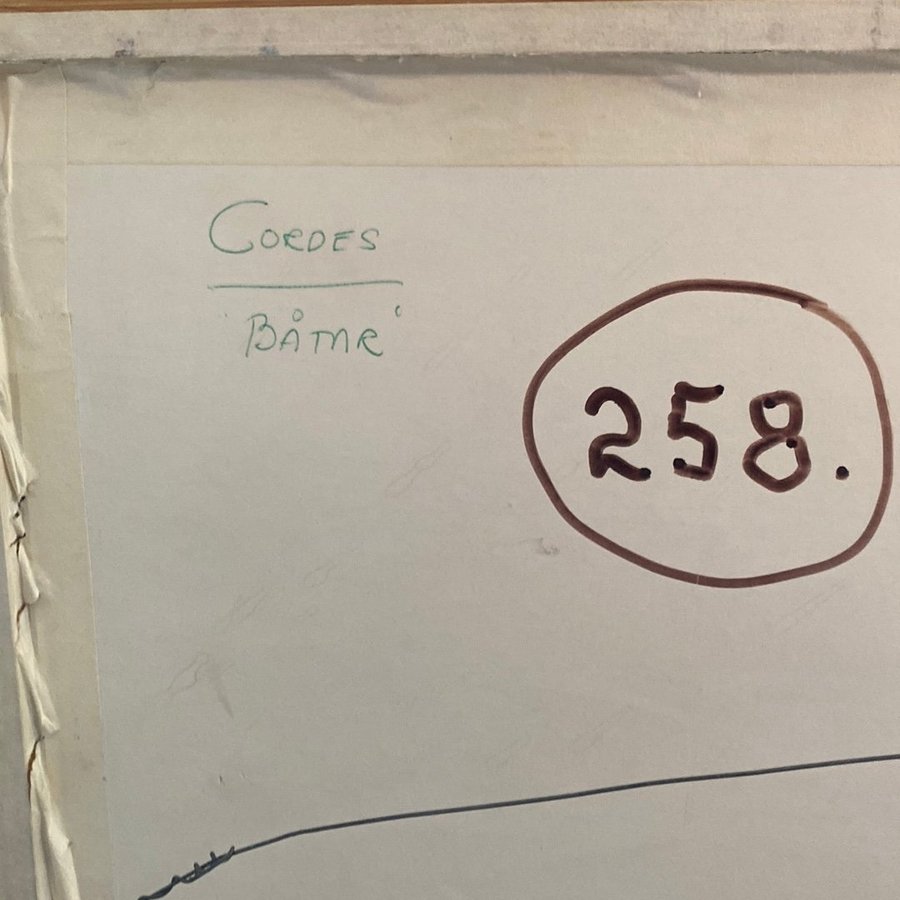 CORDES
'BÅTAR'
258.